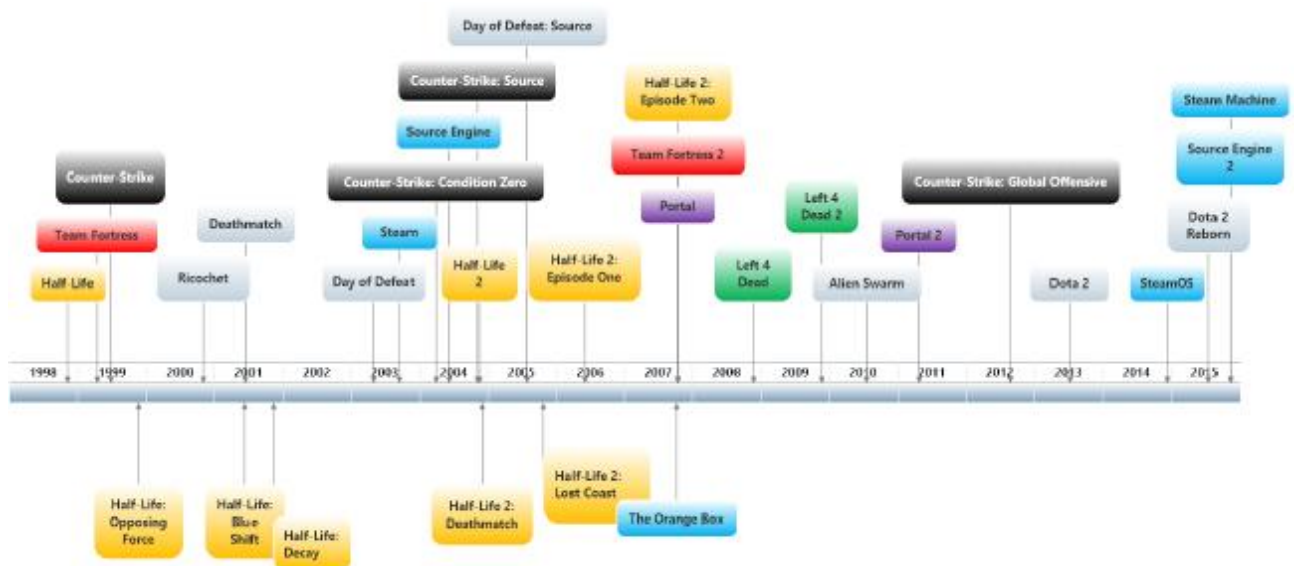 Day of Defeat: Source
Counter-Strike: Source
Half-Life 2:
Episode Two
Steam Machine
Source Engine
Team Fortress 2
Source Engine
2
Counter-Strike
Counter-Strike: Condition Zero
Counter-Strike: Global Offensive
Portal
Left 4
Dead 2
Deathmatch
Dota 2
Reborn
Team Fortress
Steam
Portal 2
Half-Life
Ricochet
Day of Defeat
Half-Life
2
Half-Life 2:
Episode One
Left 4
Dead
Alien Swarm
Dota 2
SteamOS
1998 1999 2000 2001 2002 2003 2004 2005 2006 2007 2008 2009 2010 2011 2012 2013 2014 2015
Half-Life:
Opposing
Force
Half-Life:
Blue
Shift
Half-Life:
Decay
Half-Life 2:
Deathmatch
Half-Life 2:
Lost Coast
The Orange Box